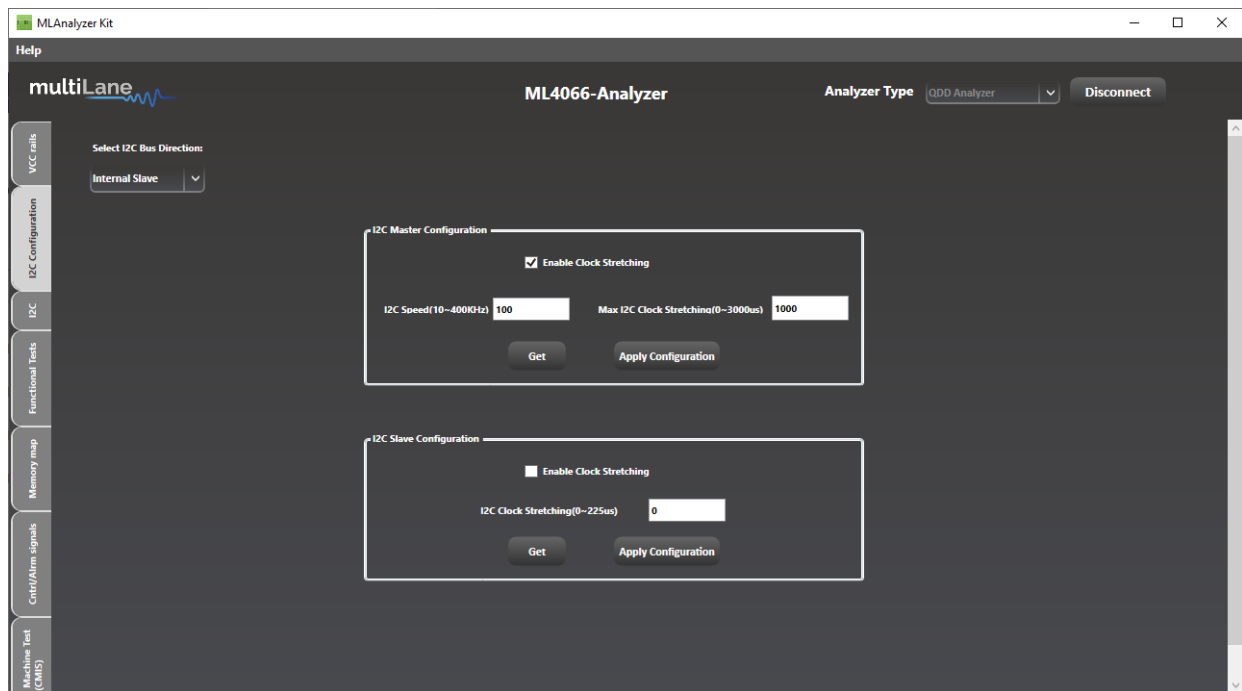 MLAnalyzer Kit
Help
multiLane
ML4066-Analyzer
Analyzer Type
QDD Analyzer
Disconnect
VCC rails
I2C Configuration
I2C
Functional Tests
Memory map
Cntrl/Alrm signals
Machine Test
(CMIS)
Select I2C Bus Direction:
Internal Slave
I2C Master Configuration
Enable Clock Stretching
I2C Speed(10~400KHz) 100 Max I2C Clock Stretching(0~3000us) 1000
Get Apply Configuration
I2C Slave Configuration
Enable Clock Stretching
I2C Clock Stretching(0~225us) 0
Get Apply Configuration